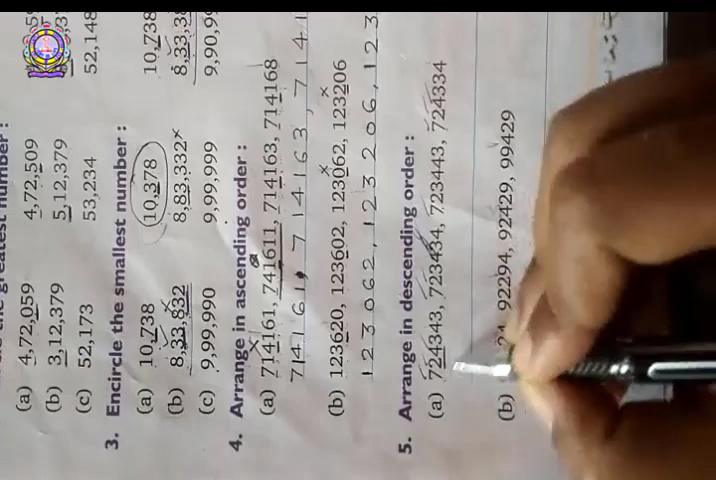 the greatest number :
(a) 4,72,059 4,72,509
(b) 3,12,379 5,12,379
(c) 52,173 53,234 52,148
3. Encircle the smallest number :
(a) 10,738 10,378 10,738
(b) 8,33,832 8,83,332 8,33,3
(c) 9,99,990 9,99,999 9,90,99
4. Arrange in ascending order :
(a) 714161, 741611, 714163, 714168
714161, 714163, 7141
(b) 123620, 123602, 123062, 123206
123062, 123206, 123
5. Arrange in descending order :
(a) 724343, 723434, 723443, 724334
(b) 92294, 92429, 99429